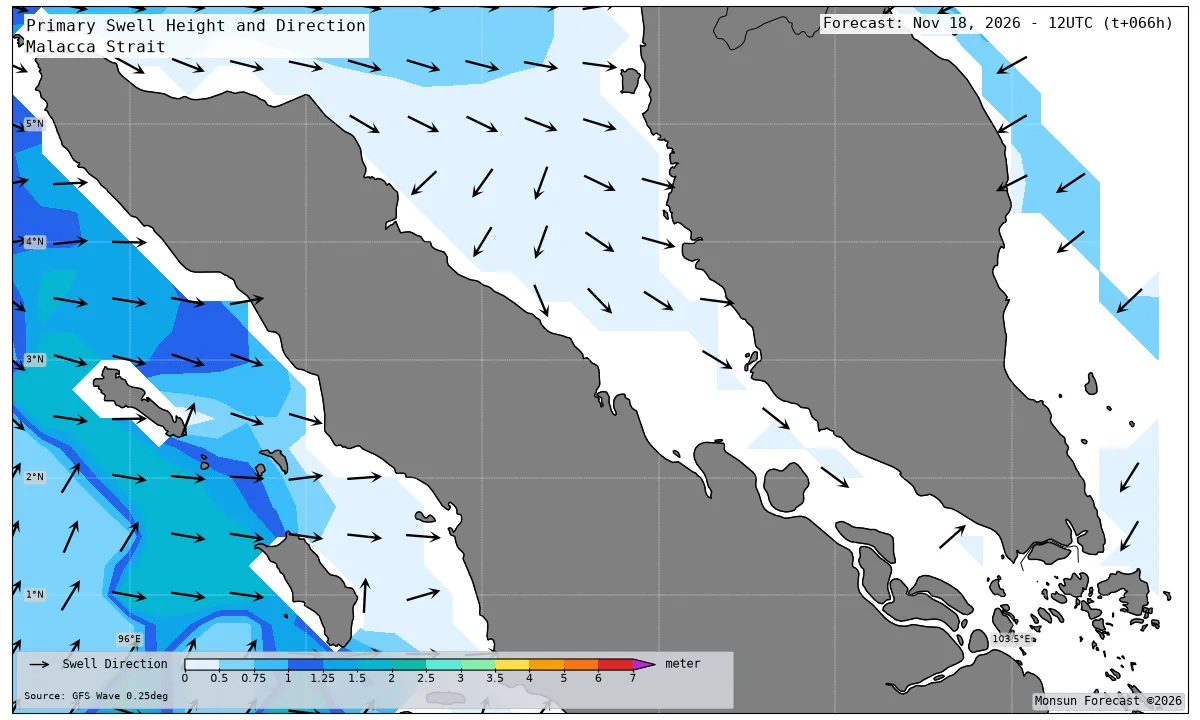 Primary Swell Height and Direction
Malacca Strait
Forecast: Nov 18, 2026 - 12UTC (t+066h)
5°N
4°N
3°N
2°N
1°N
96°E
103.5°E
Swell Direction
meter
0 0.5 0.75 1 1.25 1.5 2 2.5 3 3.5 4 5 6 7
Source: GFS Wave 0.25deg
Monsun Forecast ©2026